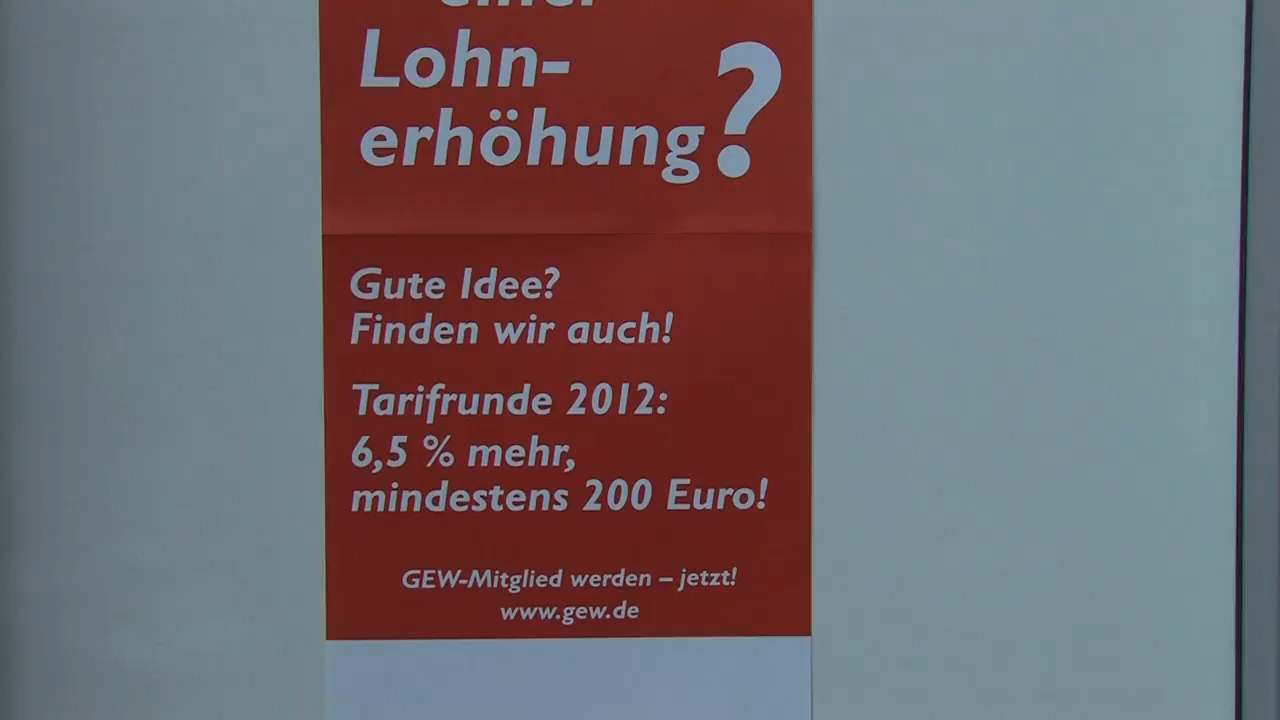 einer
Lohn-
erhöhung?
Gute Idee?
Finden wir auch!
Tarifrunde 2012:
6,5 % mehr,
mindestens 200 Euro!
GEW-Mitglied werden – jetzt!
www.gew.de